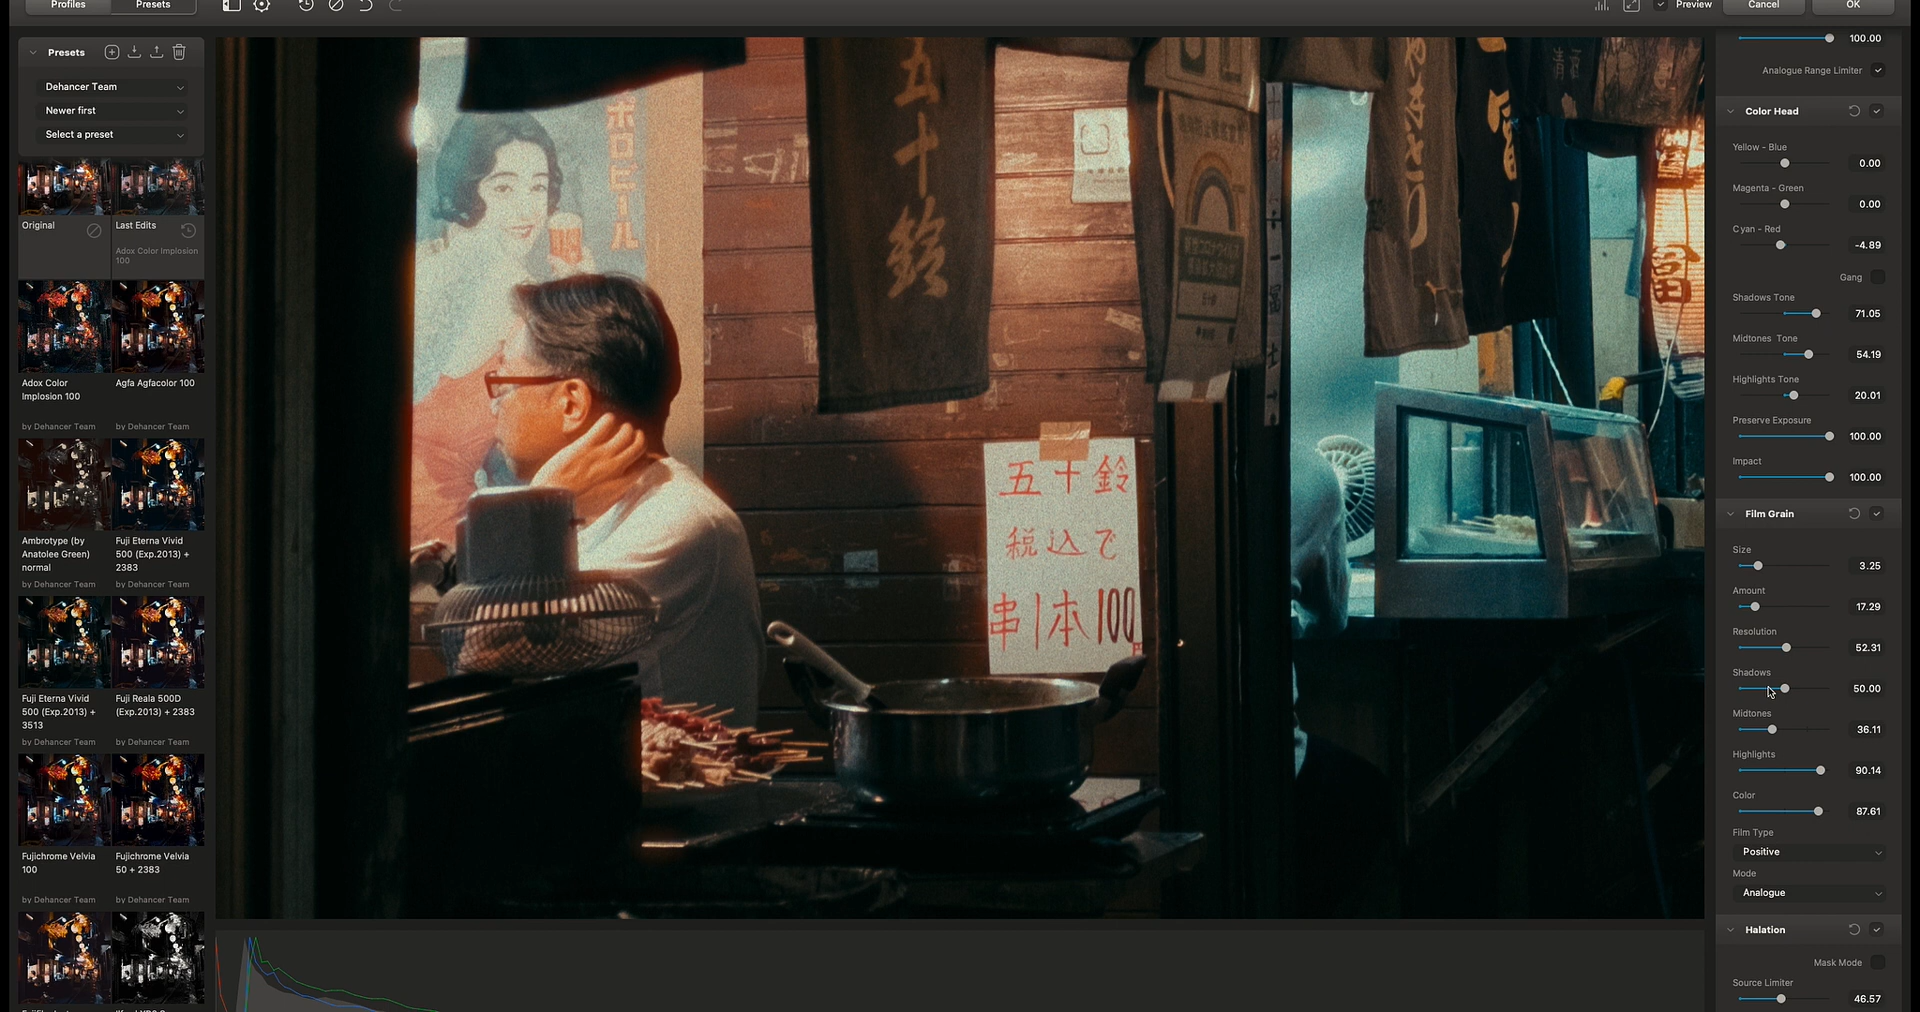 Profiles
Presets
Preview
Cancel
OK
Presets
Dehancer Team
Newer first
Select a preset
Original
Last Edits
Adox Color Implosion
100
Adox Color
Implosion 100
by Dehancer Team
Agfa Agfacolor 100
by Dehancer Team
Ambrotype (by
Anatolee Green)
normal
by Dehancer Team
Fuji Eterna Vivid
500 (Exp.2013) +
2383
by Dehancer Team
Fuji Eterna Vivid
500 (Exp.2013) +
3513
by Dehancer Team
Fuji Reala 500D
(Exp.2013) + 2383
by Dehancer Team
Fujichrome Velvia
100
by Dehancer Team
Fujichrome Velvia
50 + 2383
by Dehancer Team
ホロビール
五十鈴
五十鈴
税込で
串1本100
100.00
Analogue Range Limiter
Color Head
Yellow - Blue
0.00
Magenta - Green
0.00
Cyan - Red
-4.89
Gang
Shadows Tone
71.05
Midtones Tone
54.19
Highlights Tone
20.01
Preserve Exposure
100.00
Impact
100.00
Film Grain
Size
3.25
Amount
17.29
Resolution
52.31
Shadows
50.00
Midtones
36.11
Highlights
90.14
Color
87.61
Film Type
Positive
Mode
Analogue
Halation
Mask Mode
Source Limiter
46.57